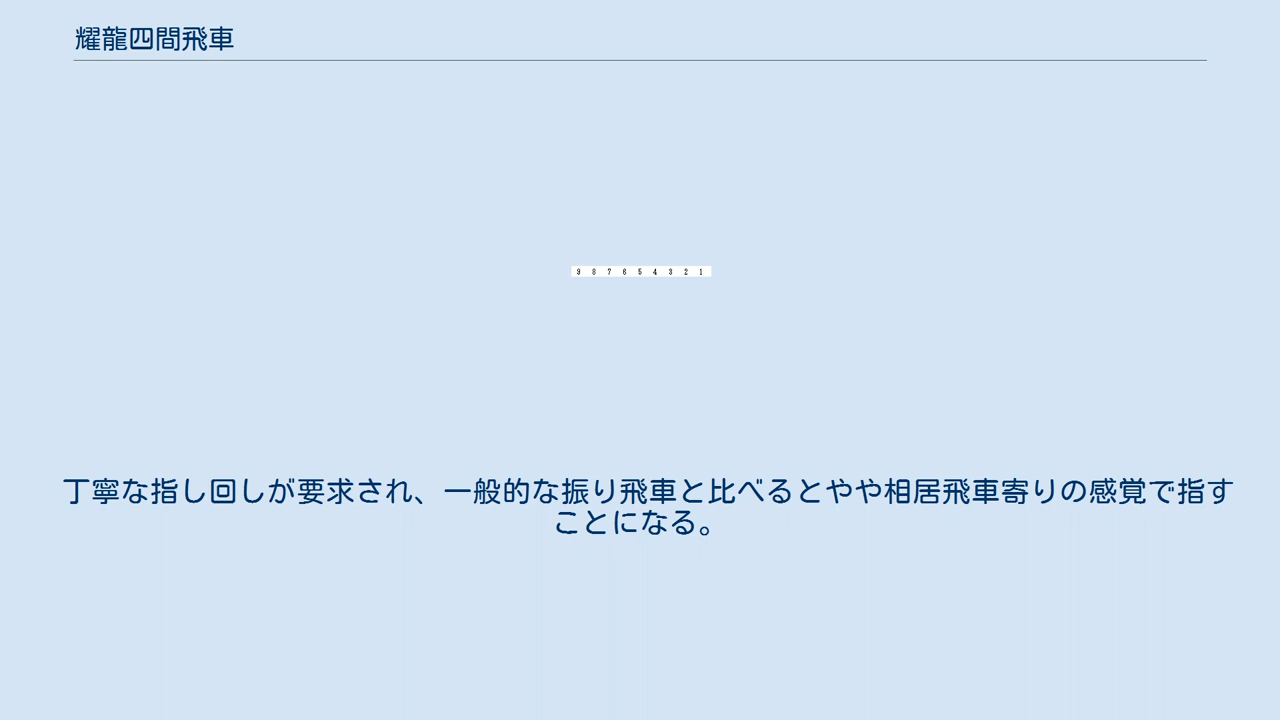 耀龍四間飛車
9 8 7 6 5 4 3 2 1
丁寧な指し回しが要求され、一般的な振り飛車と比べるとやや相居飛車寄りの感覚で指す
ことになる。